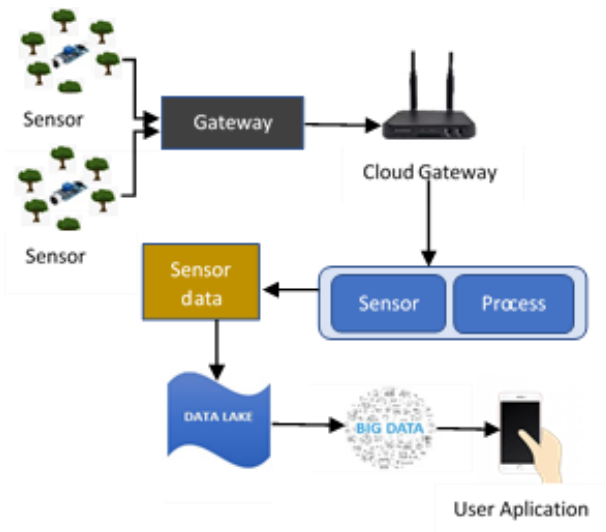 Sensor
Gateway
Cloud Gateway
Sensor
Sensor
data
Sensor
Process
DATA LAKE
BIG DATA
User Aplication